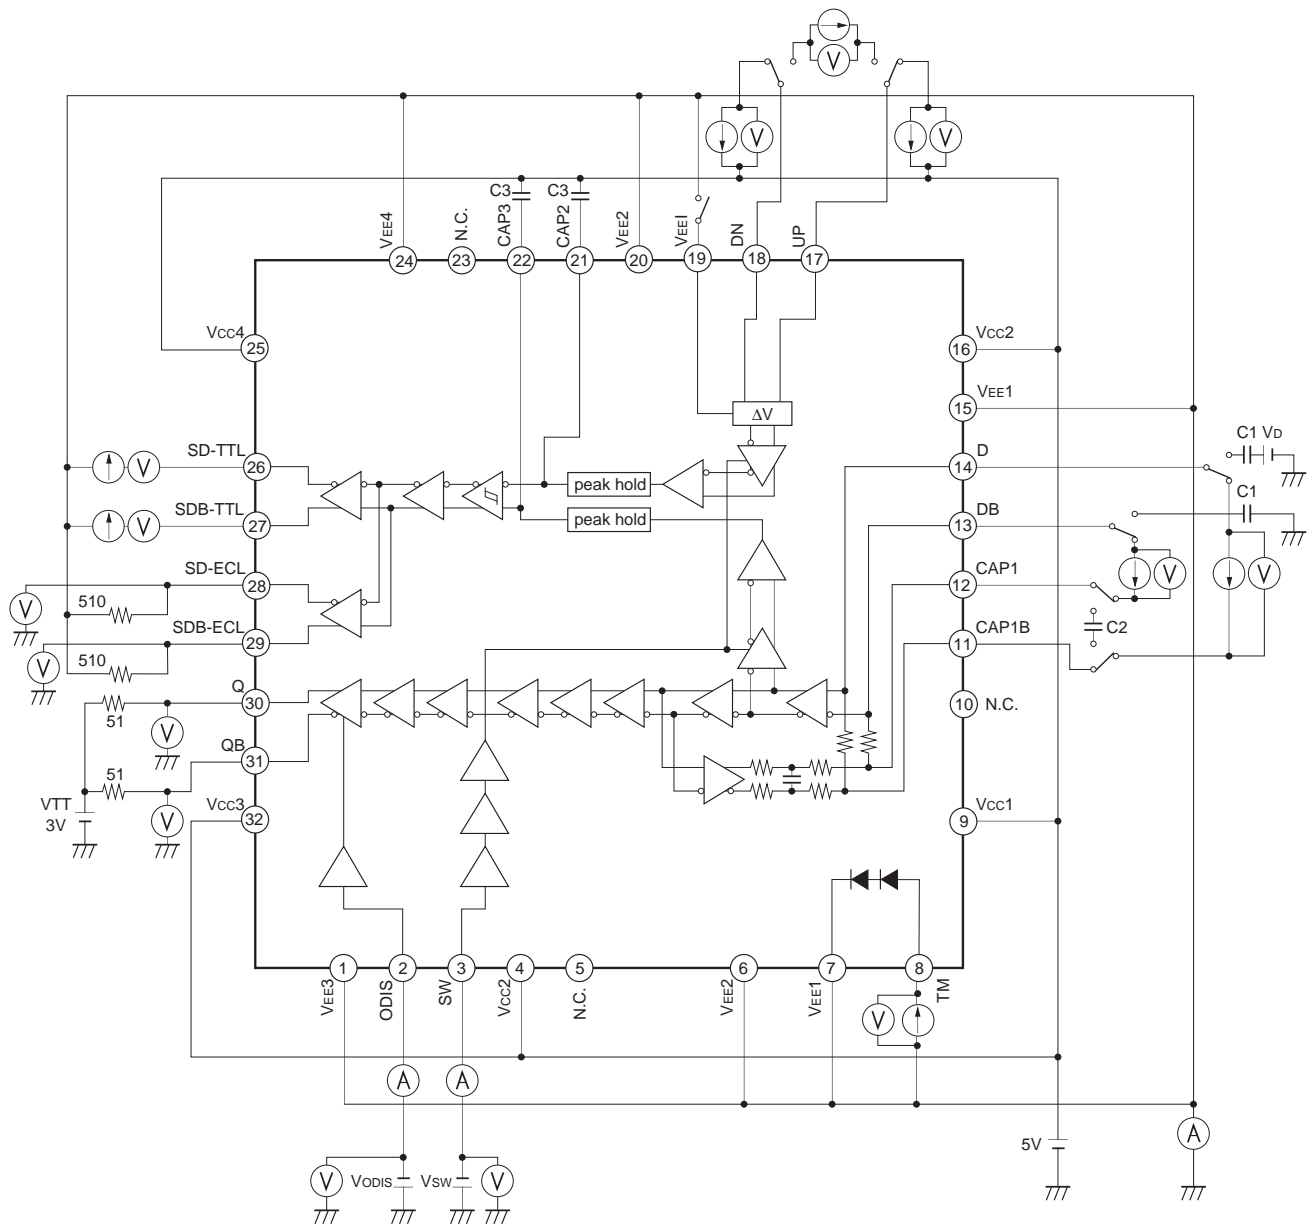 V
V
V
C3
C3
VEE4
N.C.
CAP3
CAP2
VEE2
VEEI
DN
UP
24
23
22
21
20
19
18
17
VCC4
25
VCC2
16
VEE1
15
ΔV
SD-TTL
V
26
peak hold
D
14
C1 VD
SDB-TTL
V
27
peak hold
DB
13
C1
SD-ECL
V
28
510
CAP1
12
V
V
SDB-ECL
V
29
510
CAP1B
11
C2
Q
30
51
V
10
N.C.
QB
31
51
VTT
3V
V
VCC3
32
VCC1
9
1
2
3
4
5
6
7
8
VEE3
ODIS
SW
VCC2
N.C.
VEE2
VEE1
TM
V
A
A
5V
A
V
VODIS
VSW
V